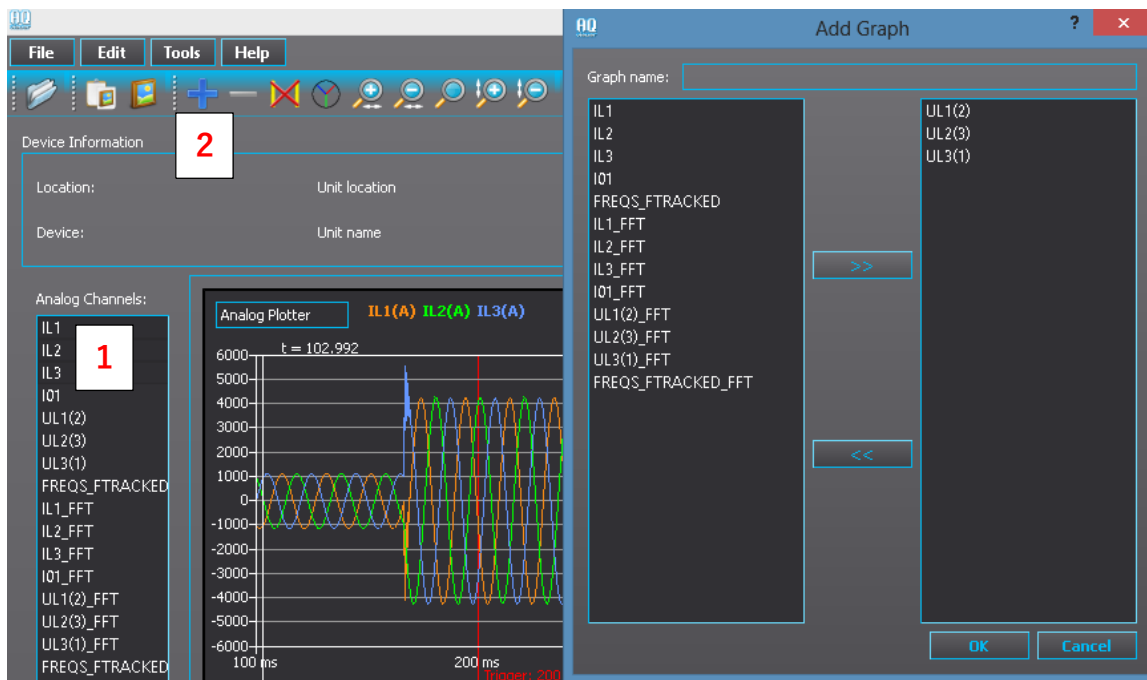 AQ
File Edit Tools Help
2
Device Information
Location: Unit location
Device: Unit name
Analog Channels:
IL1
IL2
IL3
I01
UL1(2)
UL2(3)
UL3(1)
FREQS_FTRACKED
IL1_FFT
IL2_FFT
IL3_FFT
I01_FFT
UL1(2)_FFT
UL2(3)_FFT
UL3(1)_FFT
FREQS_FTRACKED
1
Analog Plotter IL1(A) IL2(A) IL3(A)
t = 102.992
6000
5000
4000
3000
2000
1000
0
-1000
-2000
-3000
-4000
-5000
-6000
100 ms 200 ms
Trigger: 200
AQ Add Graph ? ×
Graph name:
IL1
IL2
IL3
I01
FREQS_FTRACKED
IL1_FFT
IL2_FFT
IL3_FFT
I01_FFT
UL1(2)_FFT
UL2(3)_FFT
UL3(1)_FFT
FREQS_FTRACKED_FFT
>>
<<
UL1(2)
UL2(3)
UL3(1)
OK Cancel